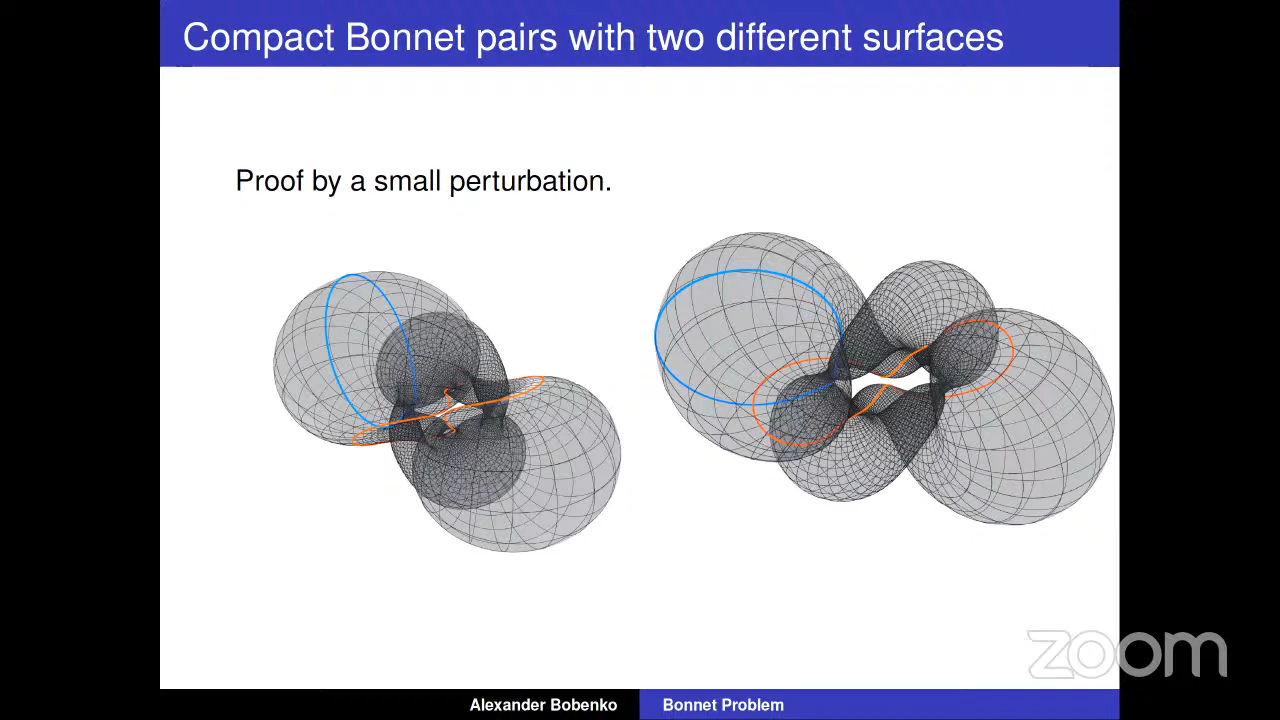 Compact Bonnet pairs with two different surfaces
Proof by a small perturbation.
zoom
Alexander Bobenko
Bonnet Problem